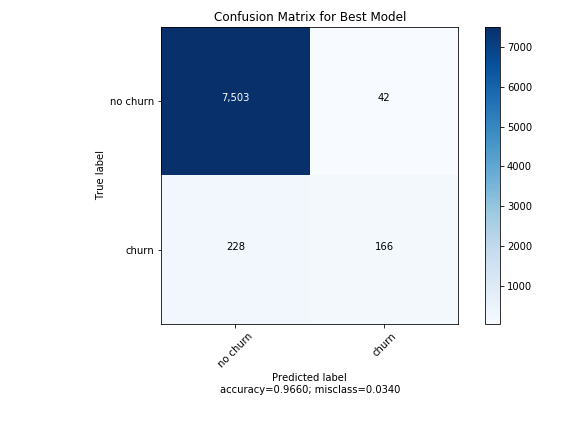 Confusion Matrix for Best Model
True label
no churn
churn
7,503
42
228
166
no churn
churn
Predicted label
accuracy=0.9660; misclass=0.0340
7000
6000
5000
4000
3000
2000
1000